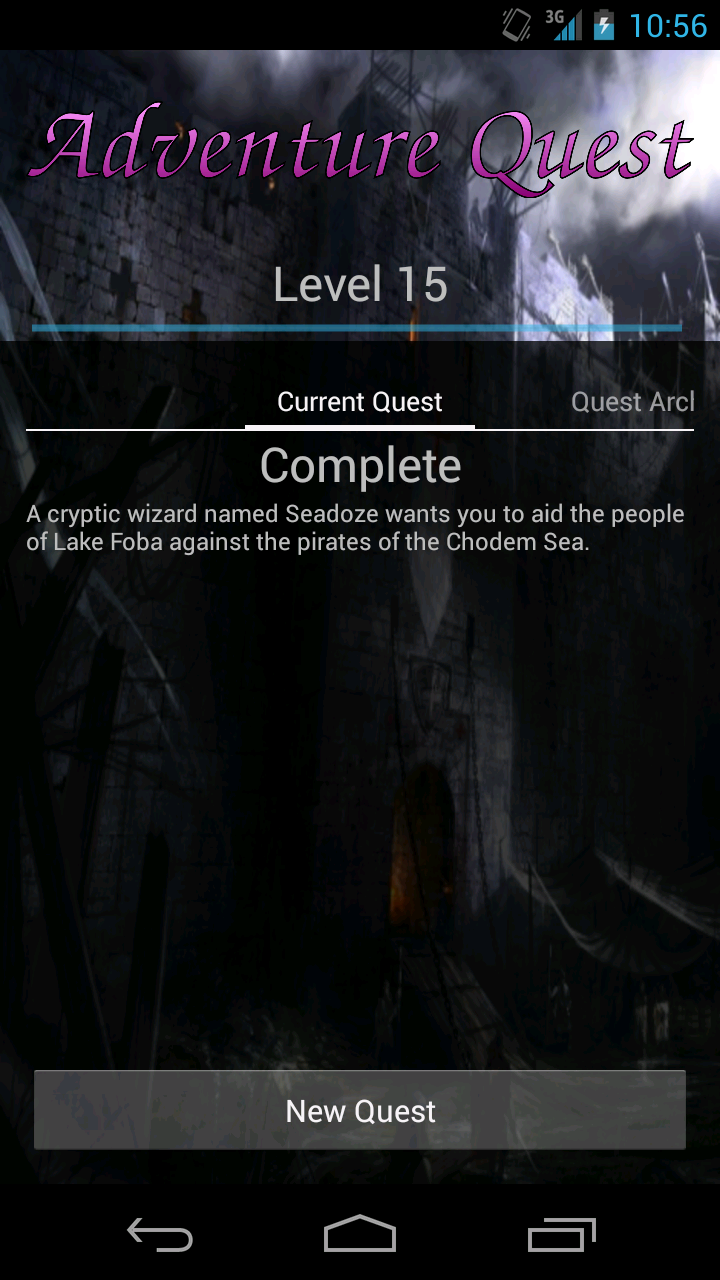 3G 10:56
Adventure Quest
Level 15
Current Quest Quest Arcl
Complete
A cryptic wizard named Seadoze wants you to aid the people
of Lake Foba against the pirates of the Chodem Sea.
New Quest